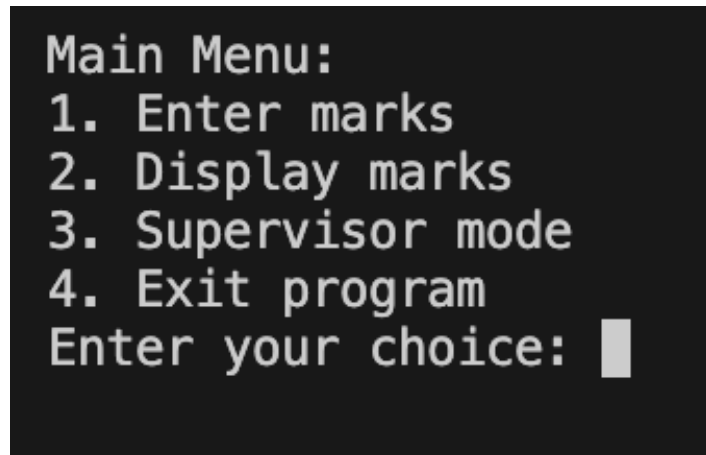 Main Menu:
1. Enter marks
2. Display marks
3. Supervisor mode
4. Exit program
Enter your choice: